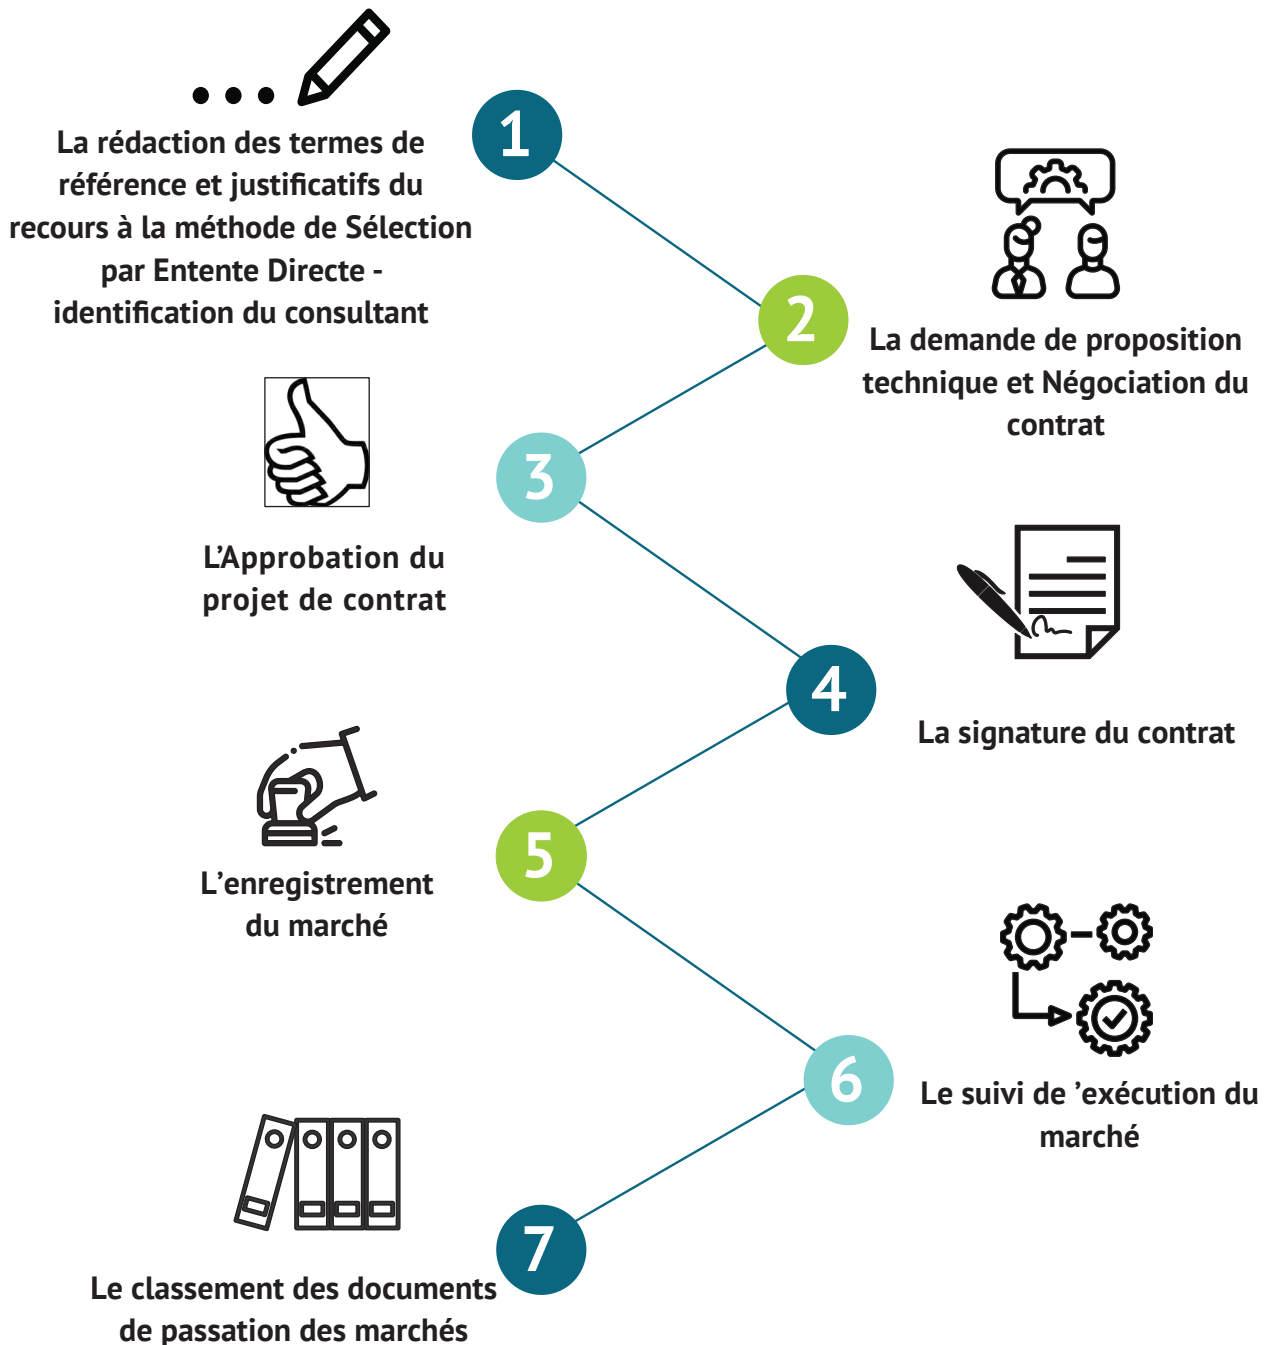 1
La rédaction des termes de
référence et justificatifs du
recours à la méthode de Sélection
par Entente Directe -
identification du consultant
2
La demande de proposition
technique et Négociation du
contrat
3
L’Approbation du
projet de contrat
4
La signature du contrat
5
L’enregistrement
du marché
6
Le suivi de ’exécution du
marché
7
Le classement des documents
de passation des marchés